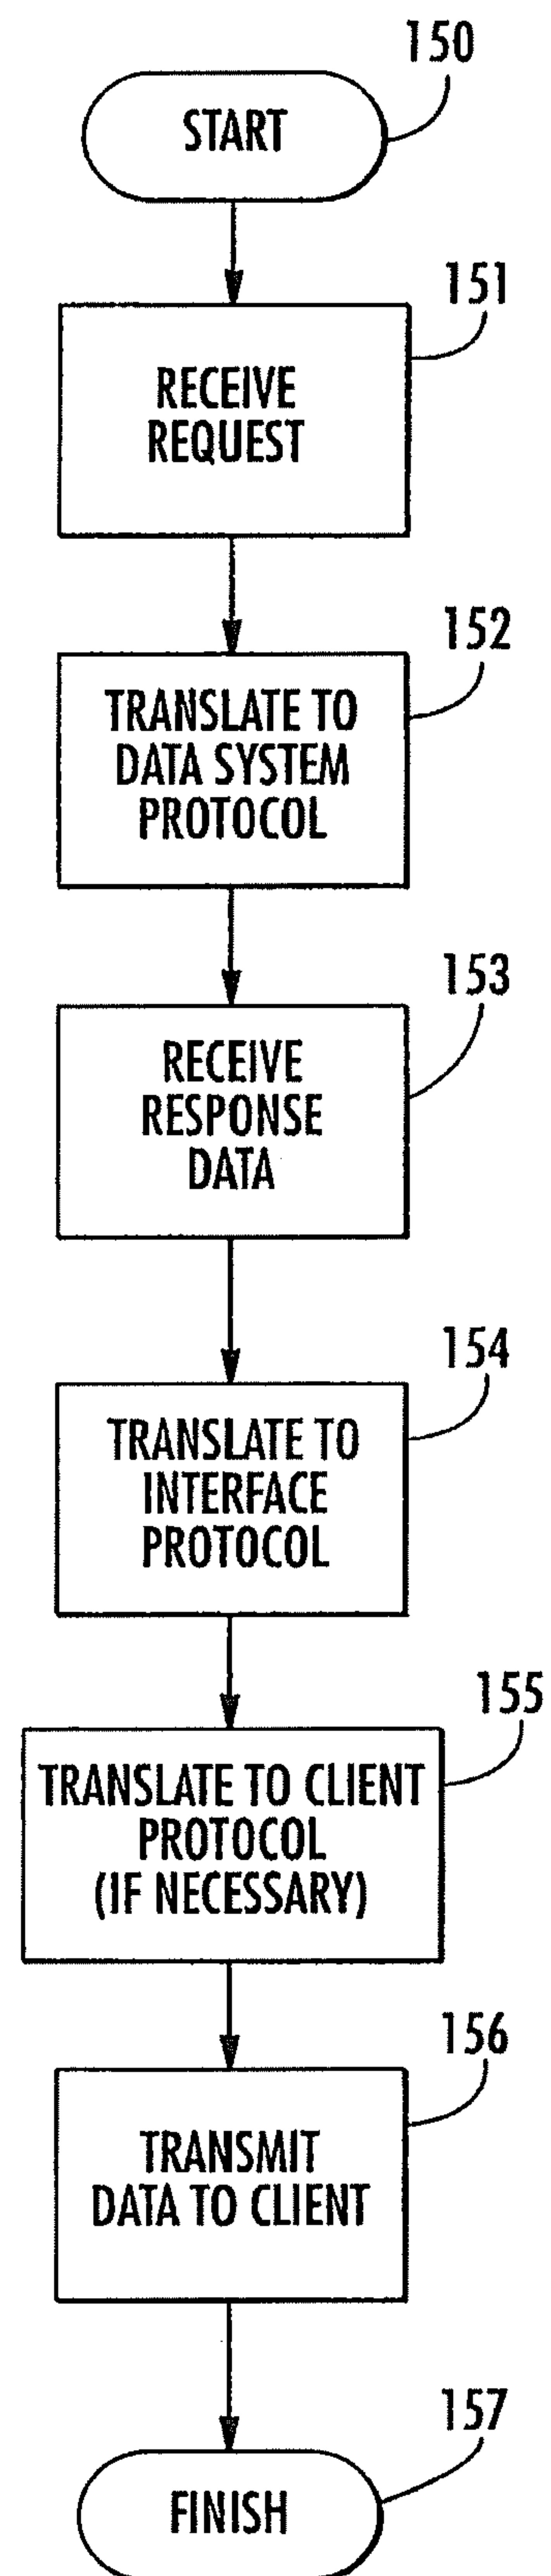 150
START
151
RECEIVE
REQUEST
152
TRANSLATE TO
DATA SYSTEM
PROTOCOL
153
RECEIVE
RESPONSE
DATA
154
TRANSLATE TO
INTERFACE
PROTOCOL
155
TRANSLATE TO CLIENT
PROTOCOL
(IF NECESSARY)
156
TRANSMIT
DATA TO CLIENT
157
FINISH